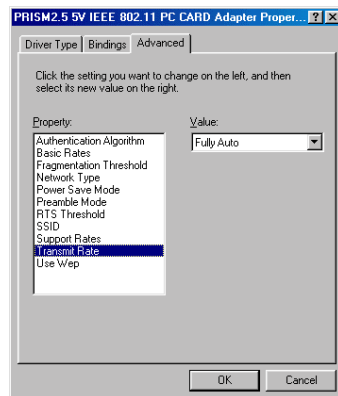 PRISM2.5 5V IEEE 802.11 PC CARD Adapter Proper... ? X
Driver Type Bindings Advanced
Click the setting you want to change on the left, and then
select its new value on the right.
Property:
Authentication Algorithm
Basic Rates
Fragmentation Threshold
Network Type
Power Save Mode
Preamble Mode
RTS Threshold
SSID
Support Rates
Transmit Rate
Use Wep
Value:
Fully Auto
OK Cancel